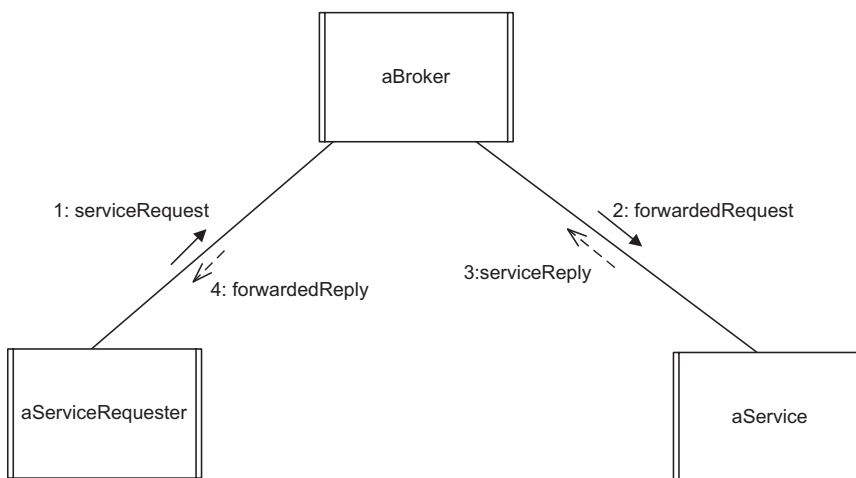 aBroker
1: serviceRequest
2: forwardedRequest
3:serviceReply
4: forwardedReply
aServiceRequester
aService